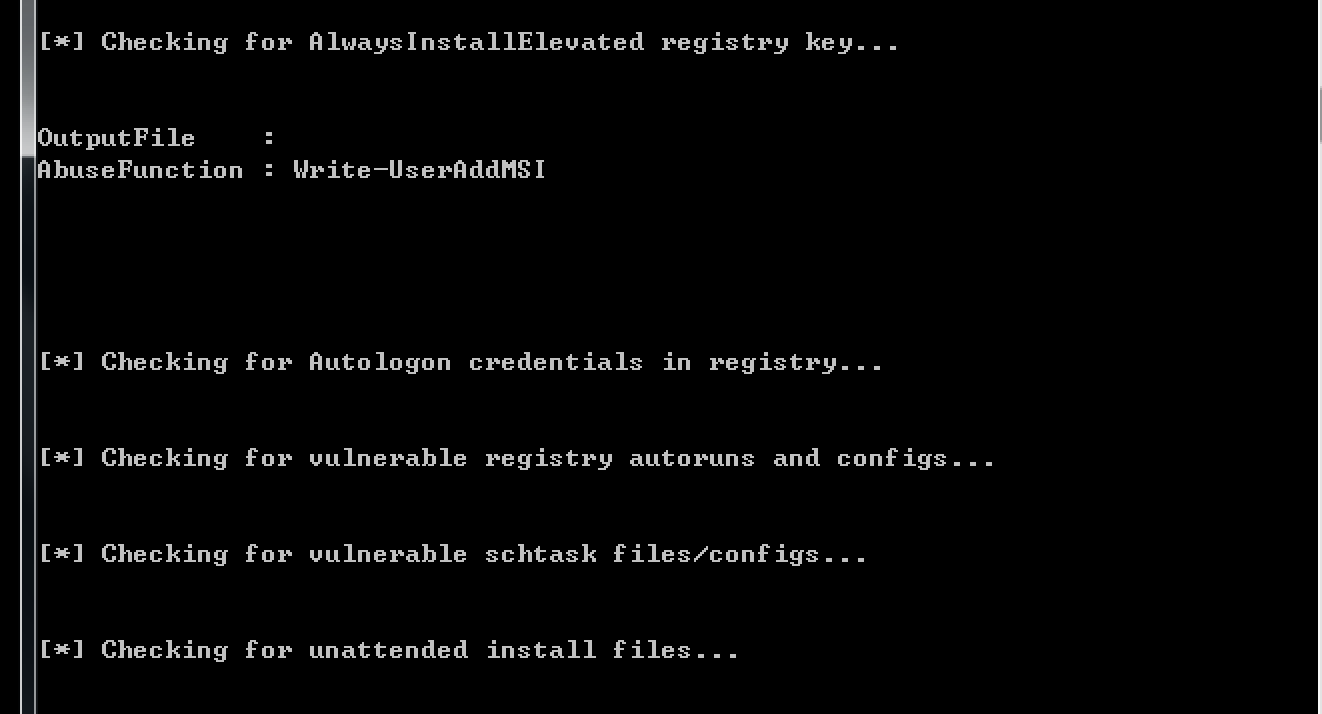 [*] Checking for AlwaysInstallElevated registry key...
OutputFile    :
AbuseFunction : Write-UserAddMSI
[*] Checking for Autologon credentials in registry...
[*] Checking for vulnerable registry autoruns and configs...
[*] Checking for vulnerable schtask files/configs...
[*] Checking for unattended install files...